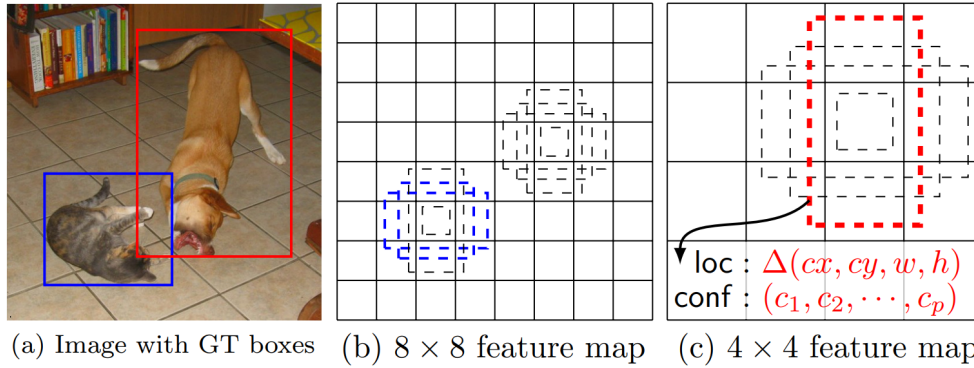 loc : Δ(cx, cy, w, h)
conf : (c₁, c₂, ⋯, cₚ)
(a) Image with GT boxes
(b) 8 × 8 feature map
(c) 4 × 4 feature map